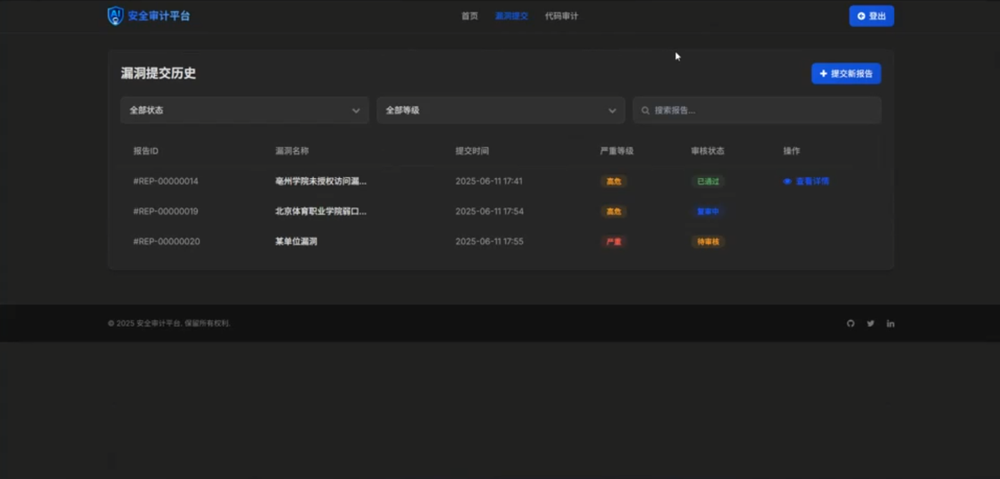 AI 安全审计平台 首页 漏洞提交 代码审计 登出
漏洞提交历史 提交新报告
全部状态 全部等级 搜索报告...
报告ID 漏洞名称 提交时间 严重等级 审核状态 操作
#REP-00000014 亳州学院未授权访问漏... 2025-06-11 17:41 高危 已通过 查看详情
#REP-00000019 北京体育职业学院弱口... 2025-06-11 17:54 高危 复审中
#REP-00000020 某单位漏洞 2025-06-11 17:55 严重 待审核
© 2025 安全审计平台. 保留所有权利.